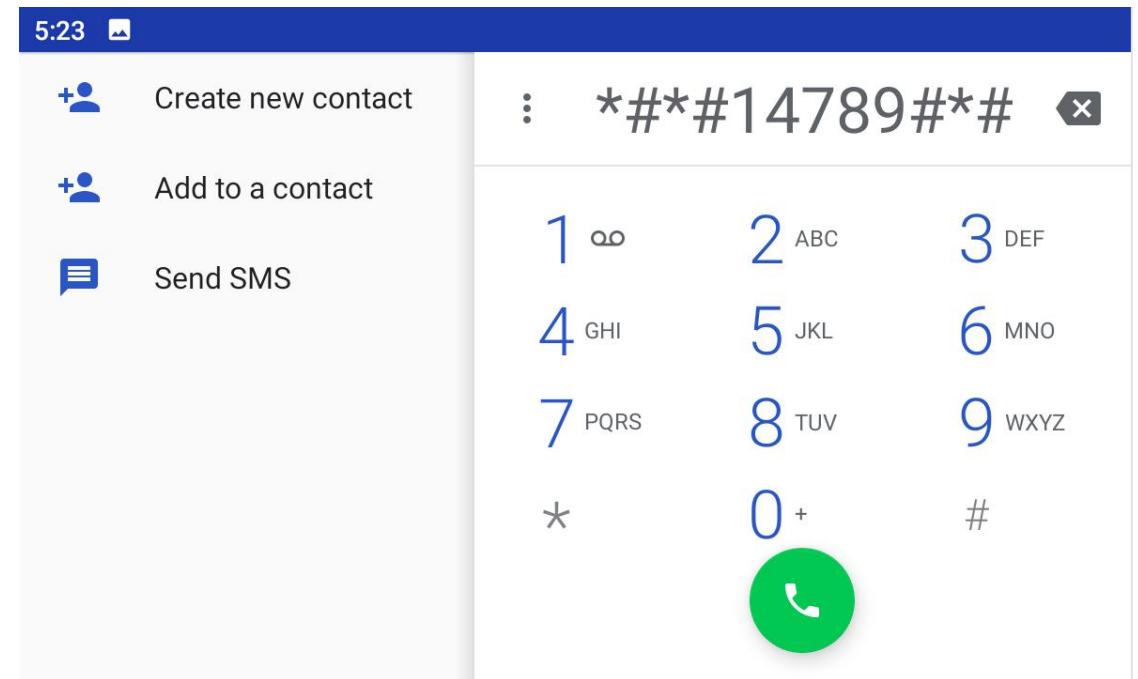 5:23
Create new contact
Add to a contact
Send SMS
*#*#14789#*#
1
2 ABC
3 DEF
4 GHI
5 JKL
6 MNO
7 PQRS
8 TUV
9 WXYZ
*
0 +
#